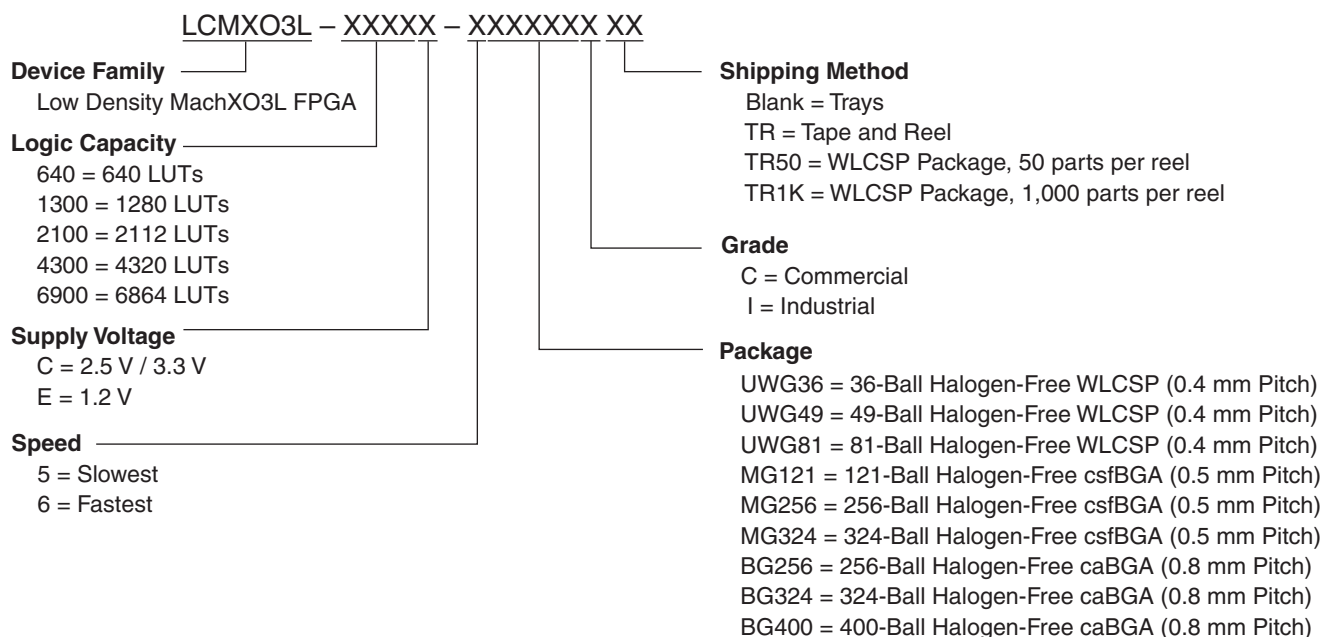 LCMXO3L – XXXXX – XXXXXXX XX
Device Family
Low Density MachXO3L FPGA
Logic Capacity
640 = 640 LUTs
1300 = 1280 LUTs
2100 = 2112 LUTs
4300 = 4320 LUTs
6900 = 6864 LUTs
Supply Voltage
C = 2.5 V / 3.3 V
E = 1.2 V
Speed
5 = Slowest
6 = Fastest
Shipping Method
Blank = Trays
TR = Tape and Reel
TR50 = WLCSP Package, 50 parts per reel
TR1K = WLCSP Package, 1,000 parts per reel
Grade
C = Commercial
I = Industrial
Package
UWG36 = 36-Ball Halogen-Free WLCSP (0.4 mm Pitch)
UWG49 = 49-Ball Halogen-Free WLCSP (0.4 mm Pitch)
UWG81 = 81-Ball Halogen-Free WLCSP (0.4 mm Pitch)
MG121 = 121-Ball Halogen-Free csfBGA (0.5 mm Pitch)
MG256 = 256-Ball Halogen-Free csfBGA (0.5 mm Pitch)
MG324 = 324-Ball Halogen-Free csfBGA (0.5 mm Pitch)
BG256 = 256-Ball Halogen-Free caBGA (0.8 mm Pitch)
BG324 = 324-Ball Halogen-Free caBGA (0.8 mm Pitch)
BG400 = 400-Ball Halogen-Free caBGA (0.8 mm Pitch)